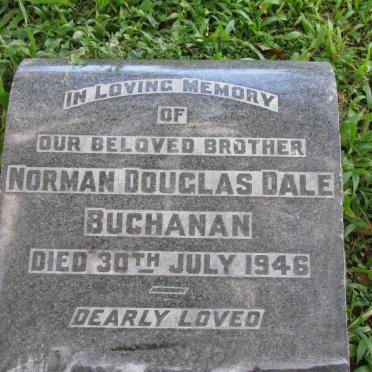 IN LOVING MEMORY
OF
OUR BELOVED BROTHER
NORMAN DOUGLAS DALE
BUCHANAN
DIED 30TH JULY 1946
DEARLY LOVED